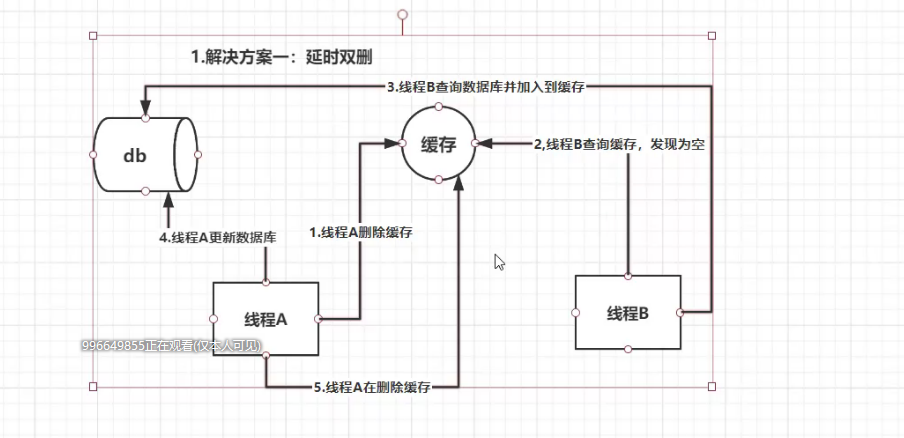 1.解决方案一：延时双删
3.线程B查询数据库并加入到缓存
db
缓存
2,线程B查询缓存，发现为空
4.线程A更新数据库
1.线程A删除缓存
线程A
线程B
996649855正在观看(仅本人可见)
5.线程A在删除缓存